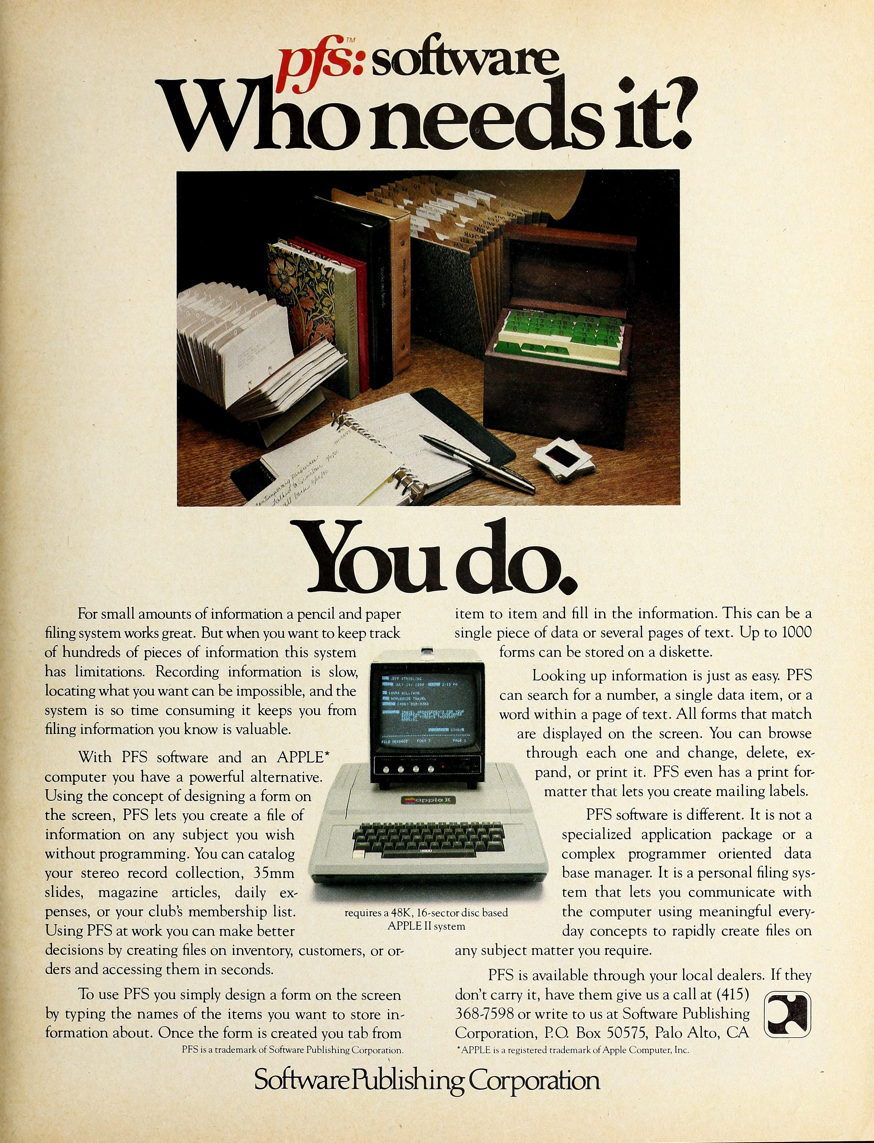 pfs:™ software
Who needs it?
You do.
For small amounts of information a pencil and paper
filing system works great. But when you want to keep track
of hundreds of pieces of information this system
has limitations. Recording information is slow,
locating what you want can be impossible, and the
system is so time consuming it keeps you from
filing information you know is valuable.
With PFS software and an APPLE*
computer you have a powerful alternative.
Using the concept of designing a form on
the screen, PFS lets you create a file of
information on any subject you wish
without programming. You can catalog
your stereo record collection, 35mm
slides, magazine articles, daily ex-
penses, or your club's membership list.
Using PFS at work you can make better
decisions by creating files on inventory, customers, or or-
ders and accessing them in seconds.
To use PFS you simply design a form on the screen
by typing the names of the items you want to store in-
formation about. Once the form is created you tab from
PFS is a trademark of Software Publishing Corporation.
apple II
requires a 48K, 16-sector disc based
APPLE II system
item to item and fill in the information. This can be a
single piece of data or several pages of text. Up to 1000
forms can be stored on a diskette.
Looking up information is just as easy. PFS
can search for a number, a single data item, or a
word within a page of text. All forms that match
are displayed on the screen. You can browse
through each one and change, delete, ex-
pand, or print it. PFS even has a print for-
matter that lets you create mailing labels.
PFS software is different. It is not a
specialized application package or a
complex programmer oriented data
base manager. It is a personal filing sys-
tem that lets you communicate with
the computer using meaningful every-
day concepts to rapidly create files on
any subject matter you require.
PFS is available through your local dealers. If they
don't carry it, have them give us a call at (415)
368-7598 or write to us at Software Publishing
Corporation, P.O. Box 50575, Palo Alto, CA
*APPLE is a registered trademark of Apple Computer, Inc.
Software Publishing Corporation